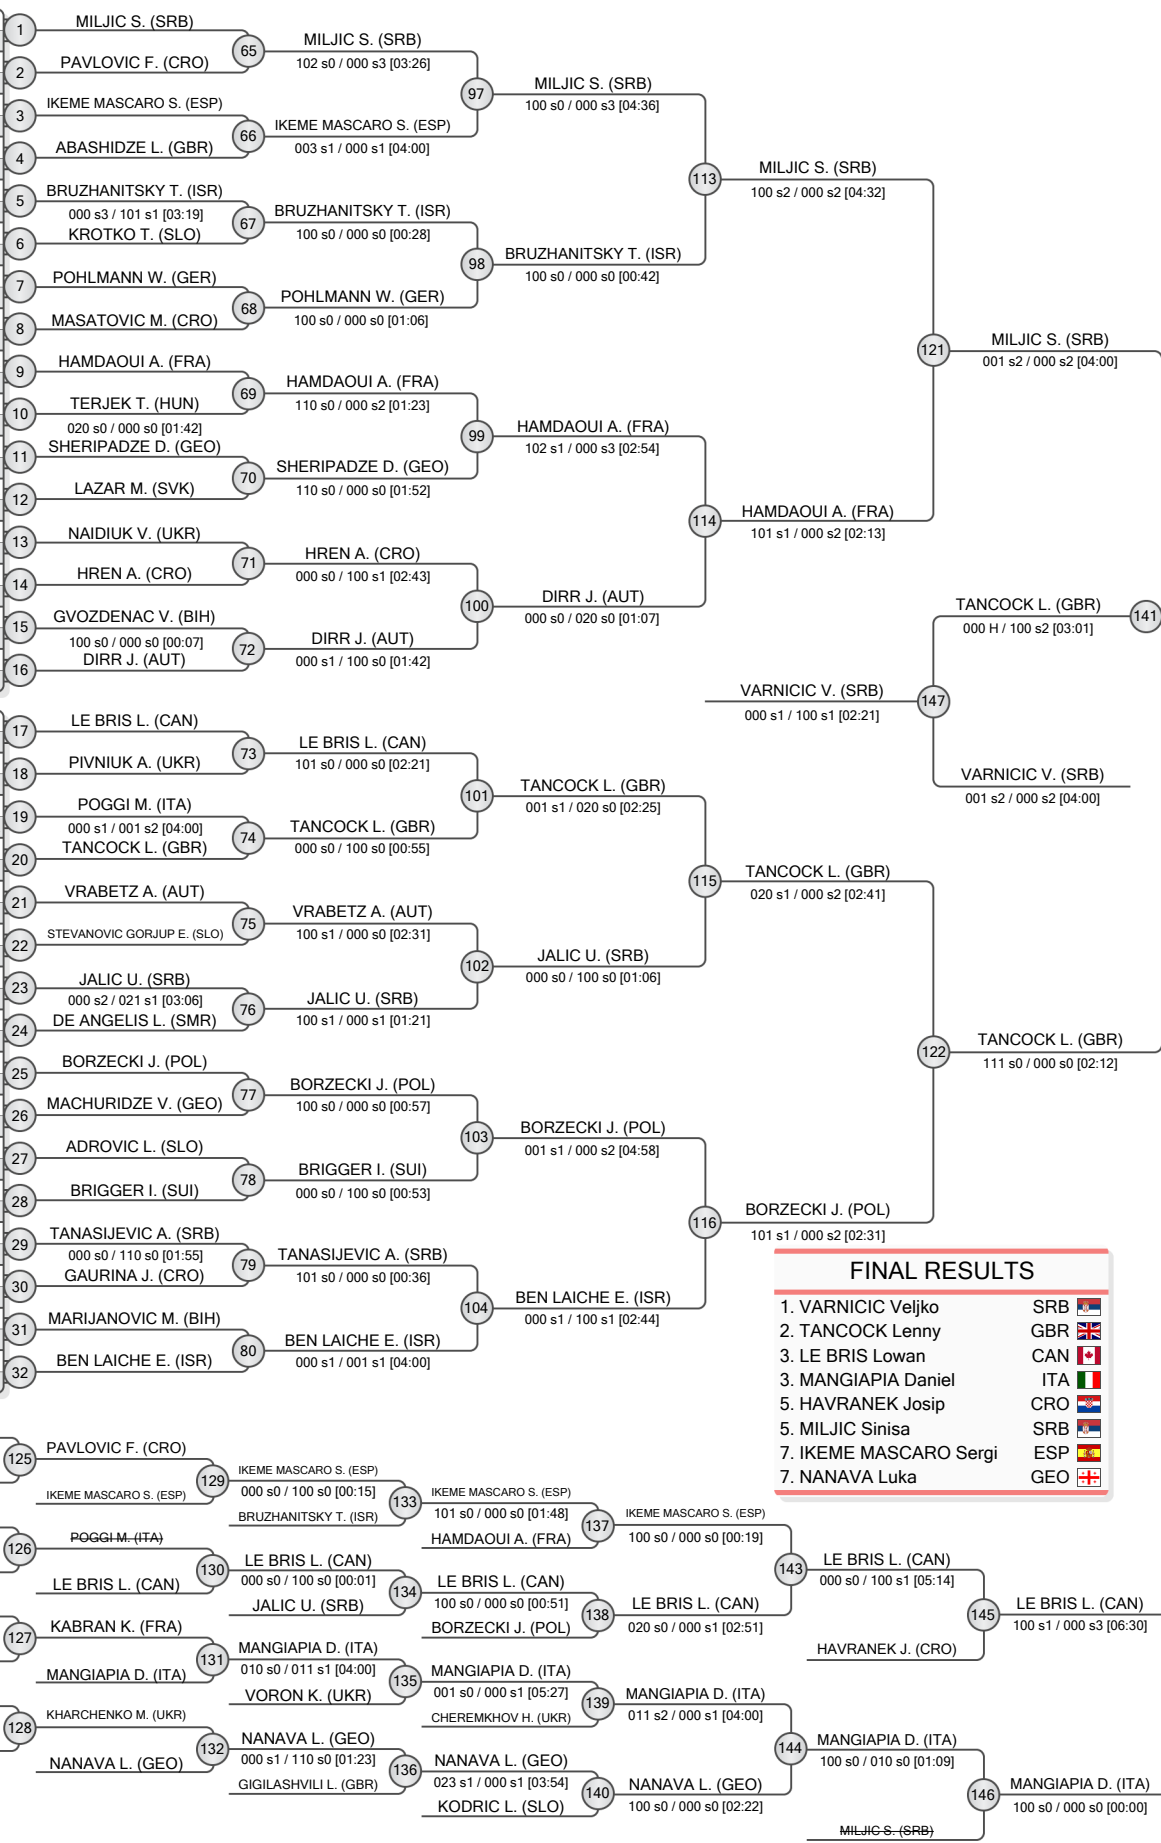 1 MILJIC S. (SRB)
2 PAVLOVIC F. (CRO)
3 IKEME MASCARO S. (ESP)
4 ABASHIDZE L. (GBR)
5 BRUZHANITSKY T. (ISR)
000 s3 / 101 s1 [03:19]
6 KROTKO T. (SLO)
7 POHLMANN W. (GER)
8 MASATOVIC M. (CRO)
9 HAMDAOUI A. (FRA)
10 TERJEK T. (HUN)
020 s0 / 000 s0 [01:42]
11 SHERIPADZE D. (GEO)
12 LAZAR M. (SVK)
13 NAIDIUK V. (UKR)
14 HREN A. (CRO)
15 GVOZDENAC V. (BIH)
100 s0 / 000 s0 [00:07]
16 DIRR J. (AUT)
65 MILJIC S. (SRB)
102 s0 / 000 s3 [03:26]
66 IKEME MASCARO S. (ESP)
003 s1 / 000 s1 [04:00]
67 BRUZHANITSKY T. (ISR)
100 s0 / 000 s0 [00:28]
68 POHLMANN W. (GER)
100 s0 / 000 s0 [01:06]
69 HAMDAOUI A. (FRA)
110 s0 / 000 s2 [01:23]
70 SHERIPADZE D. (GEO)
110 s0 / 000 s0 [01:52]
71 HREN A. (CRO)
000 s0 / 100 s1 [02:43]
72 DIRR J. (AUT)
000 s1 / 100 s0 [01:42]
97 MILJIC S. (SRB)
100 s0 / 000 s3 [04:36]
98 BRUZHANITSKY T. (ISR)
100 s0 / 000 s0 [00:42]
99 HAMDAOUI A. (FRA)
102 s1 / 000 s3 [02:54]
100 DIRR J. (AUT)
000 s0 / 020 s0 [01:07]
113 MILJIC S. (SRB)
100 s2 / 000 s2 [04:32]
114 HAMDAOUI A. (FRA)
101 s1 / 000 s2 [02:13]
121 MILJIC S. (SRB)
001 s2 / 000 s2 [04:00]
TANCOCK L. (GBR) 141
000 H / 100 s2 [03:01]
VARNICIC V. (SRB) 147
000 s1 / 100 s1 [02:21]
VARNICIC V. (SRB)
001 s2 / 000 s2 [04:00]
17 LE BRIS L. (CAN)
18 PIVNIUK A. (UKR)
19 POGGI M. (ITA)
000 s1 / 001 s2 [04:00]
20 TANCOCK L. (GBR)
21 VRABETZ A. (AUT)
22 STEVANOVIC GORJUP E. (SLO)
23 JALIC U. (SRB)
000 s2 / 021 s1 [03:06]
24 DE ANGELIS L. (SMR)
25 BORZECKI J. (POL)
26 MACHURIDZE V. (GEO)
27 ADROVIC L. (SLO)
28 BRIGGER I. (SUI)
29 TANASIJEVIC A. (SRB)
000 s0 / 110 s0 [01:55]
30 GAURINA J. (CRO)
31 MARIJANOVIC M. (BIH)
32 BEN LAICHE E. (ISR)
73 LE BRIS L. (CAN)
101 s0 / 000 s0 [02:21]
74 TANCOCK L. (GBR)
000 s0 / 100 s0 [00:55]
75 VRABETZ A. (AUT)
100 s1 / 000 s0 [02:31]
76 JALIC U. (SRB)
100 s1 / 000 s1 [01:21]
77 BORZECKI J. (POL)
100 s0 / 000 s0 [00:57]
78 BRIGGER I. (SUI)
000 s0 / 100 s0 [00:53]
79 TANASIJEVIC A. (SRB)
101 s0 / 000 s0 [00:36]
80 BEN LAICHE E. (ISR)
000 s1 / 001 s1 [04:00]
101 TANCOCK L. (GBR)
001 s1 / 020 s0 [02:25]
102 JALIC U. (SRB)
000 s0 / 100 s0 [01:06]
103 BORZECKI J. (POL)
001 s1 / 000 s2 [04:58]
104 BEN LAICHE E. (ISR)
000 s1 / 100 s1 [02:44]
115 TANCOCK L. (GBR)
020 s1 / 000 s2 [02:41]
116 BORZECKI J. (POL)
101 s1 / 000 s2 [02:31]
122 TANCOCK L. (GBR)
111 s0 / 000 s0 [02:12]
FINAL RESULTS
1. VARNICIC Veljko SRB
2. TANCOCK Lenny GBR
3. LE BRIS Lowan CAN
3. MANGIAPIA Daniel ITA
5. HAVRANEK Josip CRO
5. MILJIC Sinisa SRB
7. IKEME MASCARO Sergi ESP
7. NANAVA Luka GEO
125 PAVLOVIC F. (CRO)
IKEME MASCARO S. (ESP)
126 POGGI M. (ITA)
LE BRIS L. (CAN)
127 KABRAN K. (FRA)
MANGIAPIA D. (ITA)
128 KHARCHENKO M. (UKR)
NANAVA L. (GEO)
129 IKEME MASCARO S. (ESP)
000 s0 / 100 s0 [00:15]
BRUZHANITSKY T. (ISR)
130 LE BRIS L. (CAN)
000 s0 / 100 s0 [00:01]
JALIC U. (SRB)
131 MANGIAPIA D. (ITA)
010 s0 / 011 s1 [04:00]
VORON K. (UKR)
132 NANAVA L. (GEO)
000 s1 / 110 s0 [01:23]
GIGILASHVILI L. (GBR)
133 IKEME MASCARO S. (ESP)
101 s0 / 000 s0 [01:48]
HAMDAOUI A. (FRA)
134 LE BRIS L. (CAN)
100 s0 / 000 s0 [00:51]
BORZECKI J. (POL)
135 MANGIAPIA D. (ITA)
001 s0 / 000 s1 [05:27]
CHEREMKHOV H. (UKR)
136 NANAVA L. (GEO)
023 s1 / 000 s1 [03:54]
KODRIC L. (SLO)
137 IKEME MASCARO S. (ESP)
100 s0 / 000 s0 [00:19]
138 LE BRIS L. (CAN)
020 s0 / 000 s1 [02:51]
139 MANGIAPIA D. (ITA)
011 s2 / 000 s1 [04:00]
140 NANAVA L. (GEO)
100 s0 / 000 s0 [02:22]
143 LE BRIS L. (CAN)
000 s0 / 100 s1 [05:14]
HAVRANEK J. (CRO)
144 MANGIAPIA D. (ITA)
100 s0 / 010 s0 [01:09]
MILJIC S. (SRB)
145 LE BRIS L. (CAN)
100 s1 / 000 s3 [06:30]
146 MANGIAPIA D. (ITA)
100 s0 / 000 s0 [00:00]